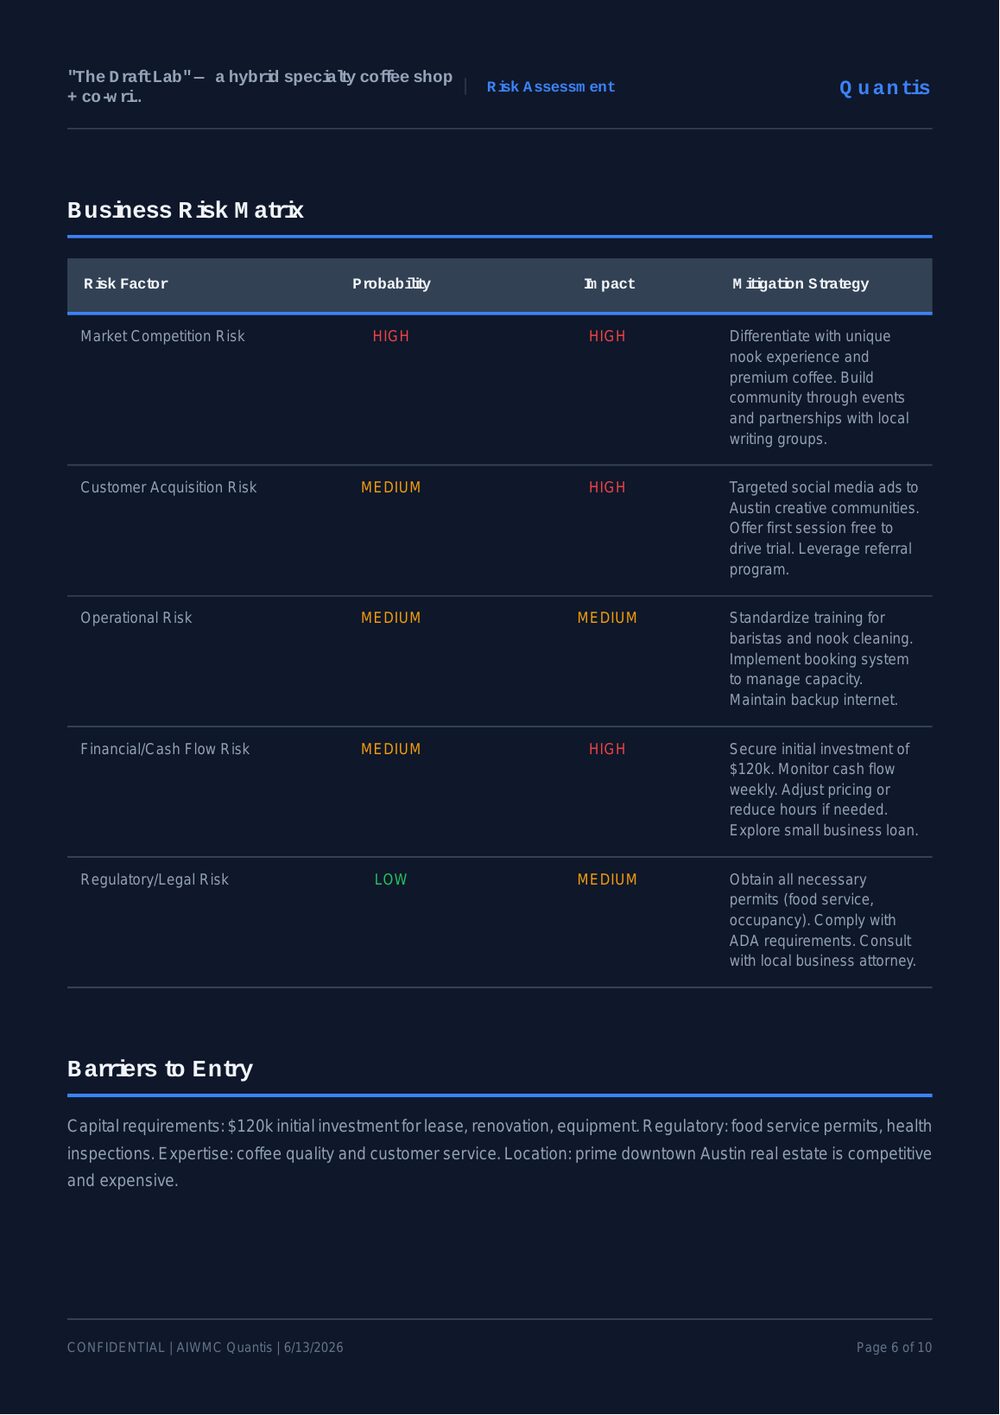 "The Draft Lab" — a hybrid specialty coffee shop
+ co-wri..
Risk Assessment
Quantis
Business Risk Matrix
Risk Factor Probability Impact Mitigation Strategy
Market Competition Risk HIGH HIGH Differentiate with unique
nook experience and
premium coffee. Build
community through events
and partnerships with local
writing groups.
Customer Acquisition Risk MEDIUM HIGH Targeted social media ads to
Austin creative communities.
Offer first session free to
drive trial. Leverage referral
program.
Operational Risk MEDIUM MEDIUM Standardize training for
baristas and nook cleaning.
Implement booking system
to manage capacity.
Maintain backup internet.
Financial/Cash Flow Risk MEDIUM HIGH Secure initial investment of
$120k. Monitor cash flow
weekly. Adjust pricing or
reduce hours if needed.
Explore small business loan.
Regulatory/Legal Risk LOW MEDIUM Obtain all necessary
permits (food service,
occupancy). Comply with
ADA requirements. Consult
with local business attorney.
Barriers to Entry
Capital requirements: $120k initial investment for lease, renovation, equipment. Regulatory: food service permits, health
inspections. Expertise: coffee quality and customer service. Location: prime downtown Austin real estate is competitive
and expensive.
CONFIDENTIAL | AIWMC Quantis | 6/13/2026
Page 6 of 10